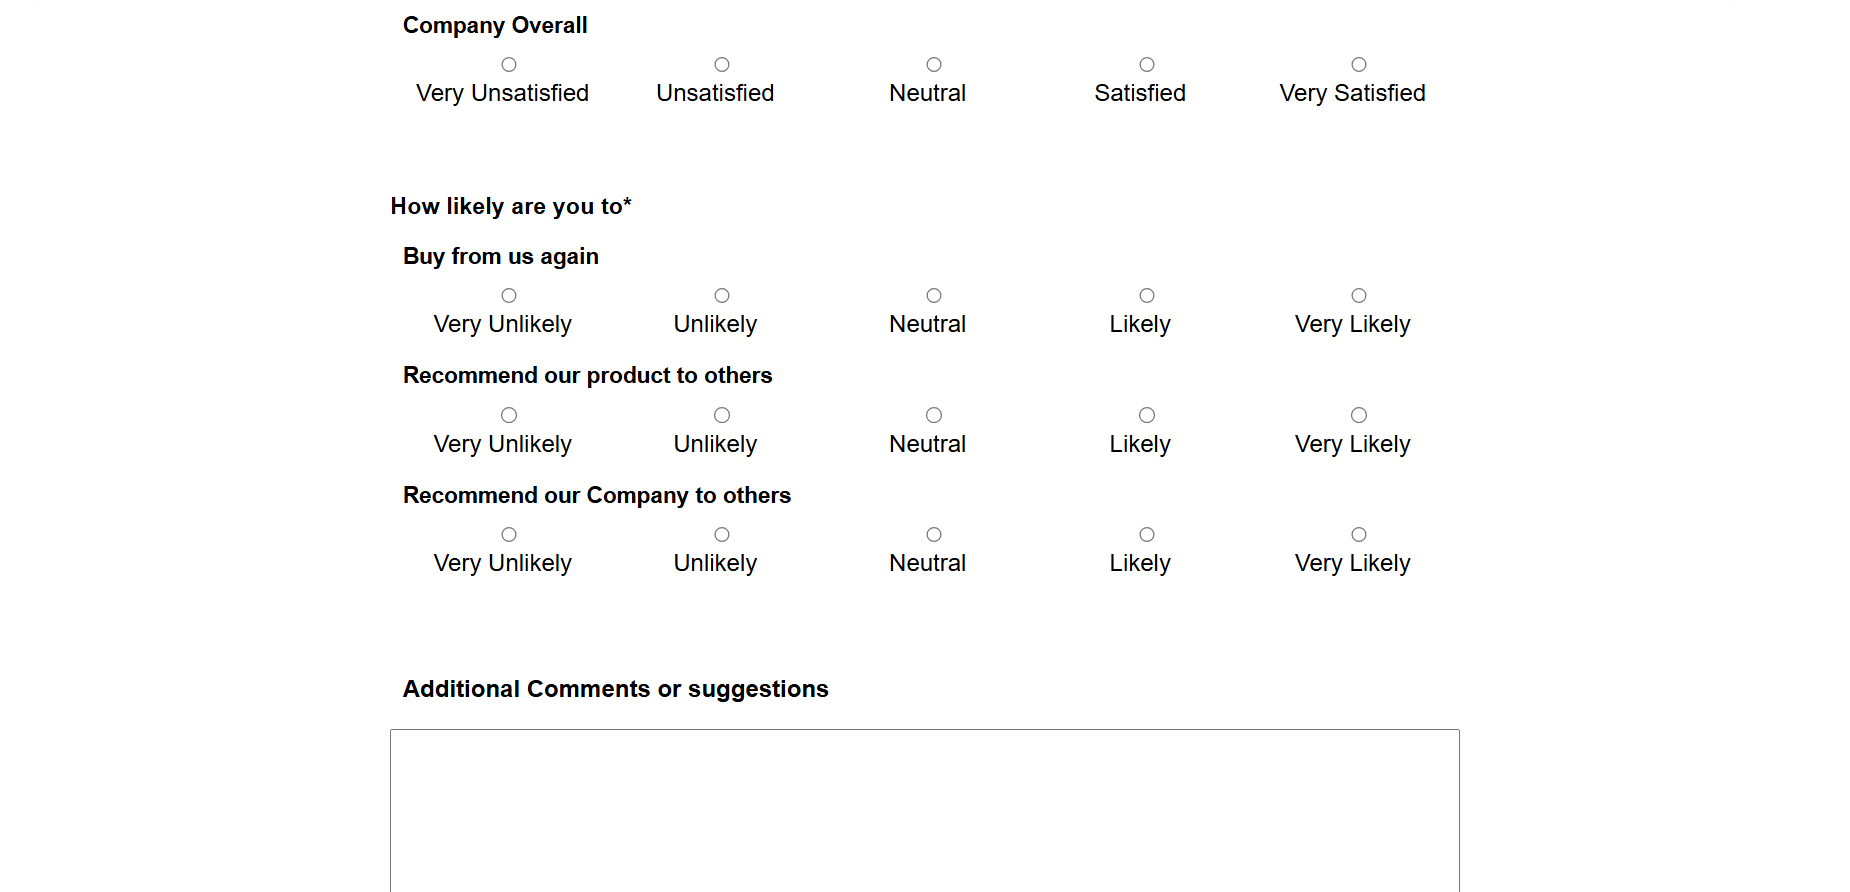 Company Overall
Very Unsatisfied Unsatisfied Neutral Satisfied Very Satisfied
How likely are you to*
Buy from us again
Very Unlikely Unlikely Neutral Likely Very Likely
Recommend our product to others
Very Unlikely Unlikely Neutral Likely Very Likely
Recommend our Company to others
Very Unlikely Unlikely Neutral Likely Very Likely
Additional Comments or suggestions